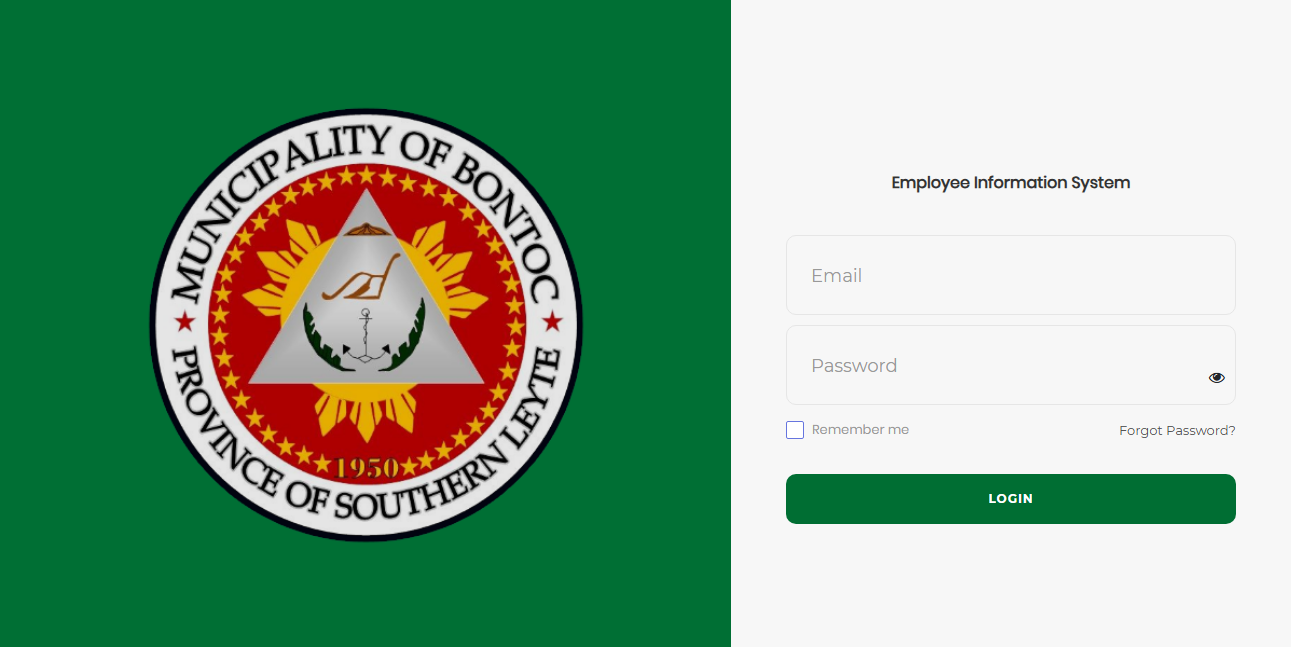 MUNICIPALITY OF BONTOC
PROVINCE OF SOUTHERN LEYTE
1950
Employee Information System
Email
Password
Remember me
Forgot Password?
LOGIN